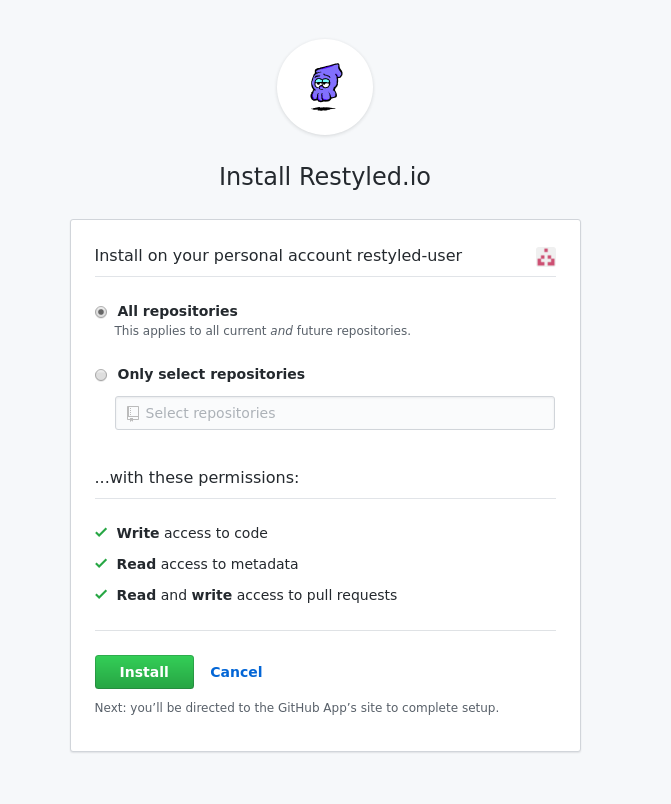 Install Restyled.io
Install on your personal account restyled-user
All repositories
This applies to all current and future repositories.
Only select repositories
Select repositories
...with these permissions:
Write access to code
Read access to metadata
Read and write access to pull requests
Install Cancel
Next: you’ll be directed to the GitHub App’s site to complete setup.